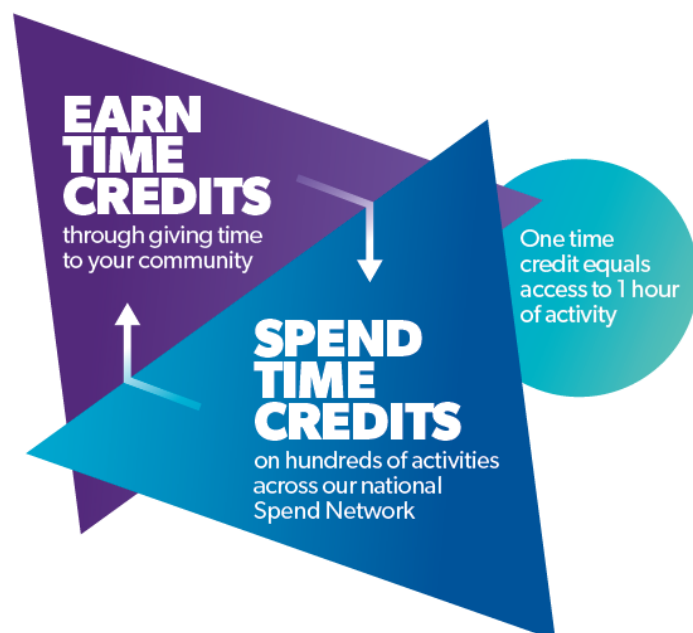 EARN
TIME
CREDITS
through giving time
to your community
One time
credit equals
access to 1 hour
of activity
SPEND
TIME
CREDITS
on hundreds of activities
across our national
Spend Network